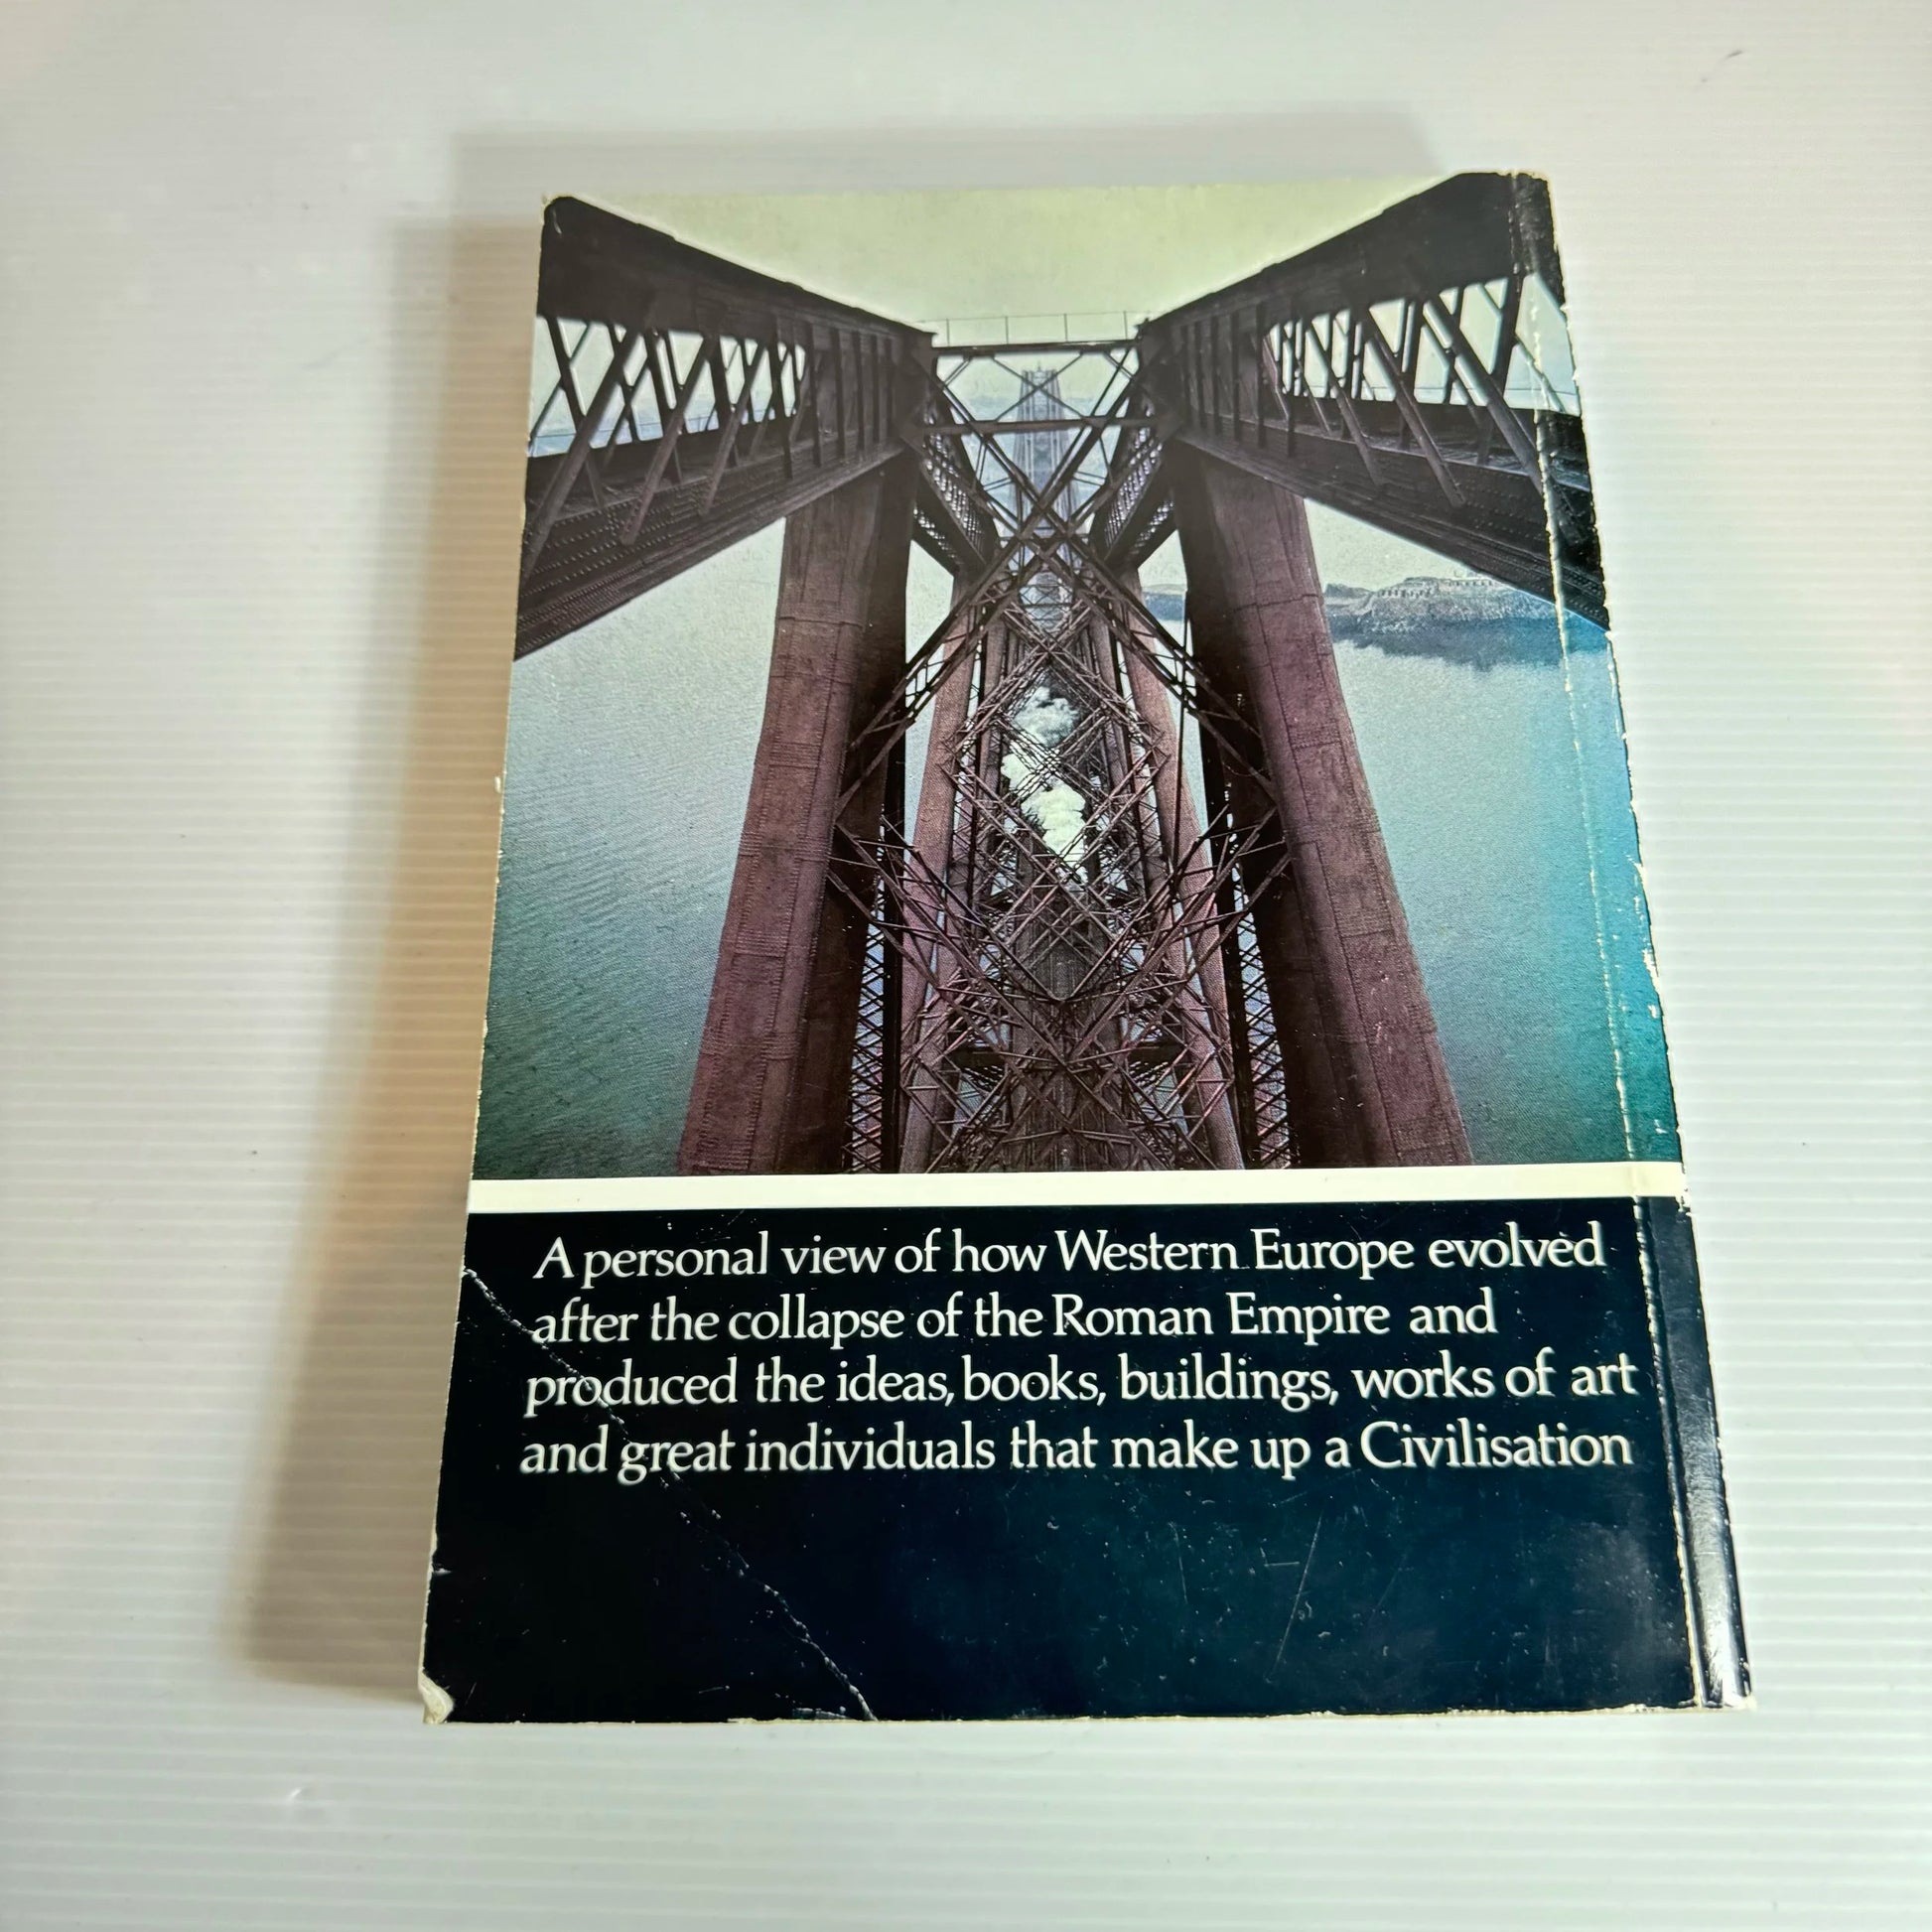 A personal view of how Western Europe evolved
after the collapse of the Roman Empire and
produced the ideas, books, buildings, works of art
and great individuals that make up a Civilisation